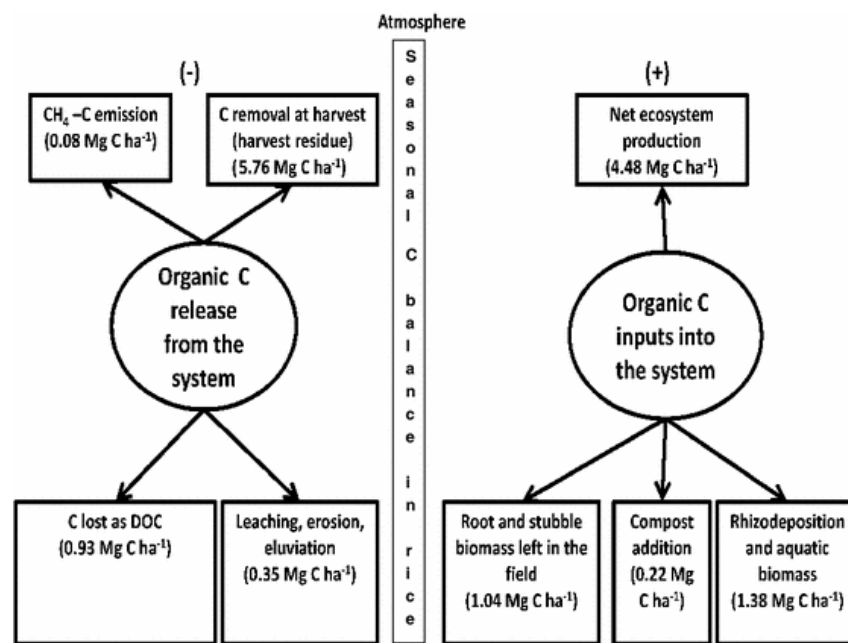 Atmosphere
(-)
CH₄ –C emission
(0.08 Mg C ha⁻¹)
C removal at harvest
(harvest residue)
(5.76 Mg C ha⁻¹)
Organic C
release
from the
system
C lost as DOC
(0.93 Mg C ha⁻¹)
Leaching, erosion,
eluviation
(0.35 Mg C ha⁻¹)
Seasonal C balance in rice
(+)
Net ecosystem
production
(4.48 Mg C ha⁻¹)
Organic C
inputs into
the system
Root and stubble
biomass left in the
field
(1.04 Mg C ha⁻¹)
Compost
addition
(0.22 Mg
C ha⁻¹)
Rhizodeposition
and aquatic
biomass
(1.38 Mg C ha⁻¹)